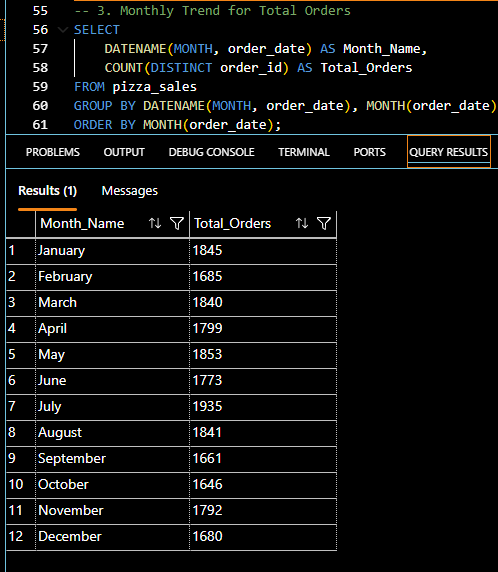 55 -- 3. Monthly Trend for Total Orders
56 SELECT
57 DATENAME(MONTH, order_date) AS Month_Name,
58 COUNT(DISTINCT order_id) AS Total_Orders
59 FROM pizza_sales
60 GROUP BY DATENAME(MONTH, order_date), MONTH(order_date)
61 ORDER BY MONTH(order_date);
PROBLEMS OUTPUT DEBUG CONSOLE TERMINAL PORTS QUERY RESULTS
Results (1) Messages
Month_Name Total_Orders
1 January 1845
2 February 1685
3 March 1840
4 April 1799
5 May 1853
6 June 1773
7 July 1935
8 August 1841
9 September 1661
10 October 1646
11 November 1792
12 December 1680